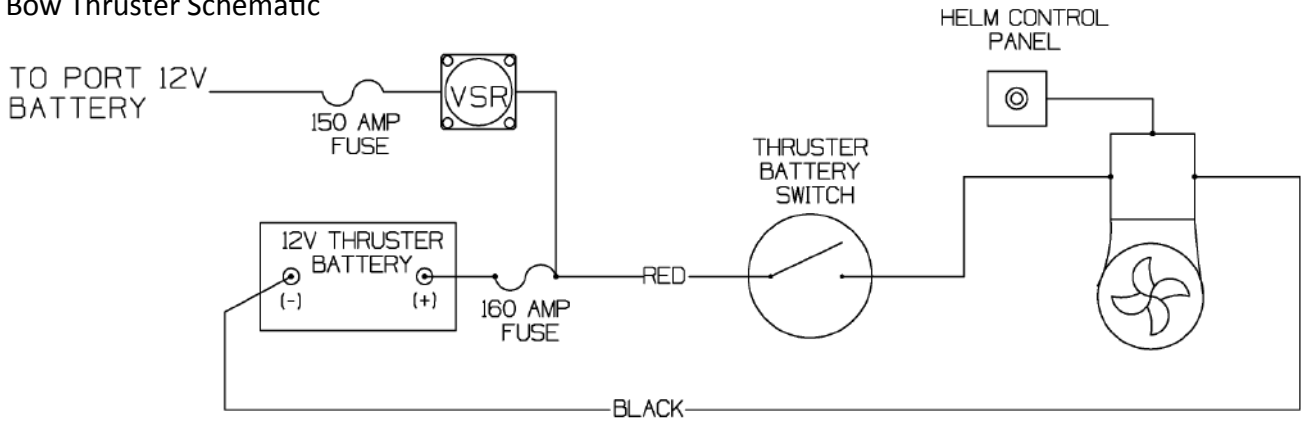 Bow Thruster Schematic
HELM CONTROL
PANEL
TO PORT 12V
BATTERY
VSR
150 AMP
FUSE
THRUSTER
BATTERY
SWITCH
12V THRUSTER
BATTERY
(-)
(+)
RED
160 AMP
FUSE
BLACK